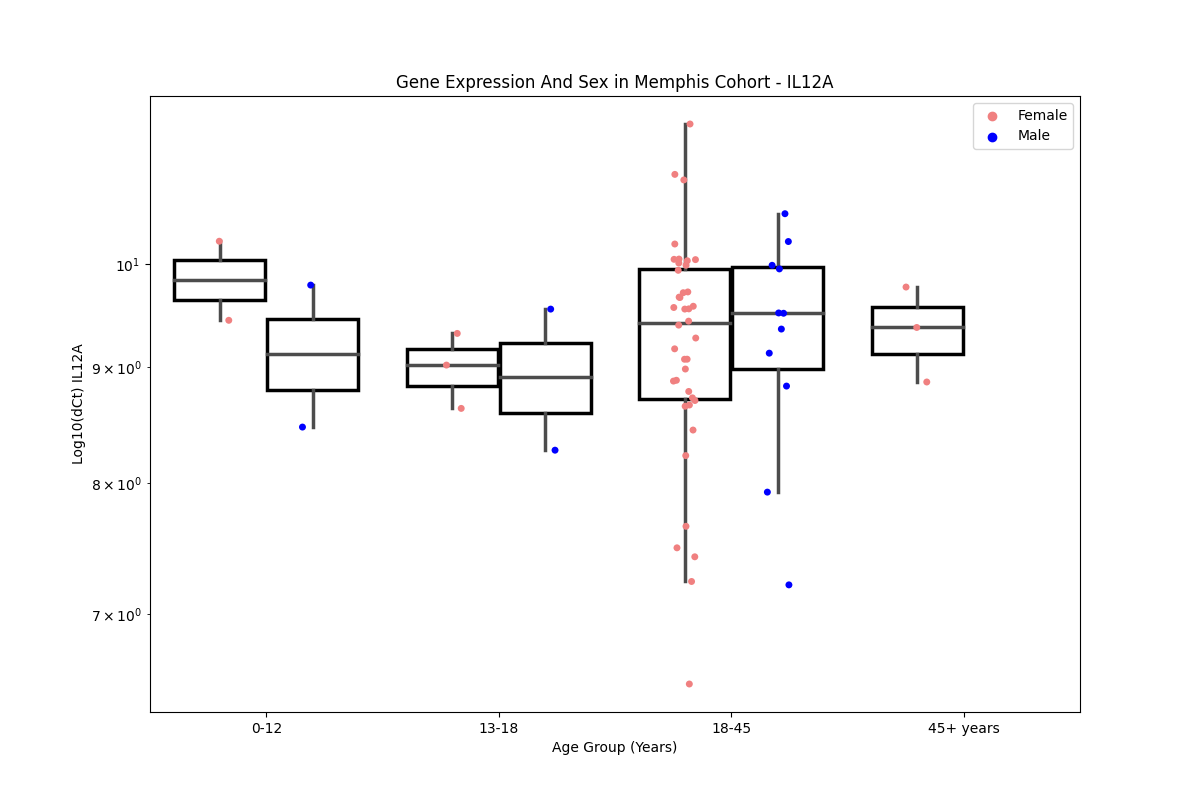 Gene Expression And Sex in Memphis Cohort - IL12A
Female
Male
10¹
9 × 10⁰
8 × 10⁰
7 × 10⁰
Log10(dCt) IL12A
0-12
13-18
18-45
45+ years
Age Group (Years)